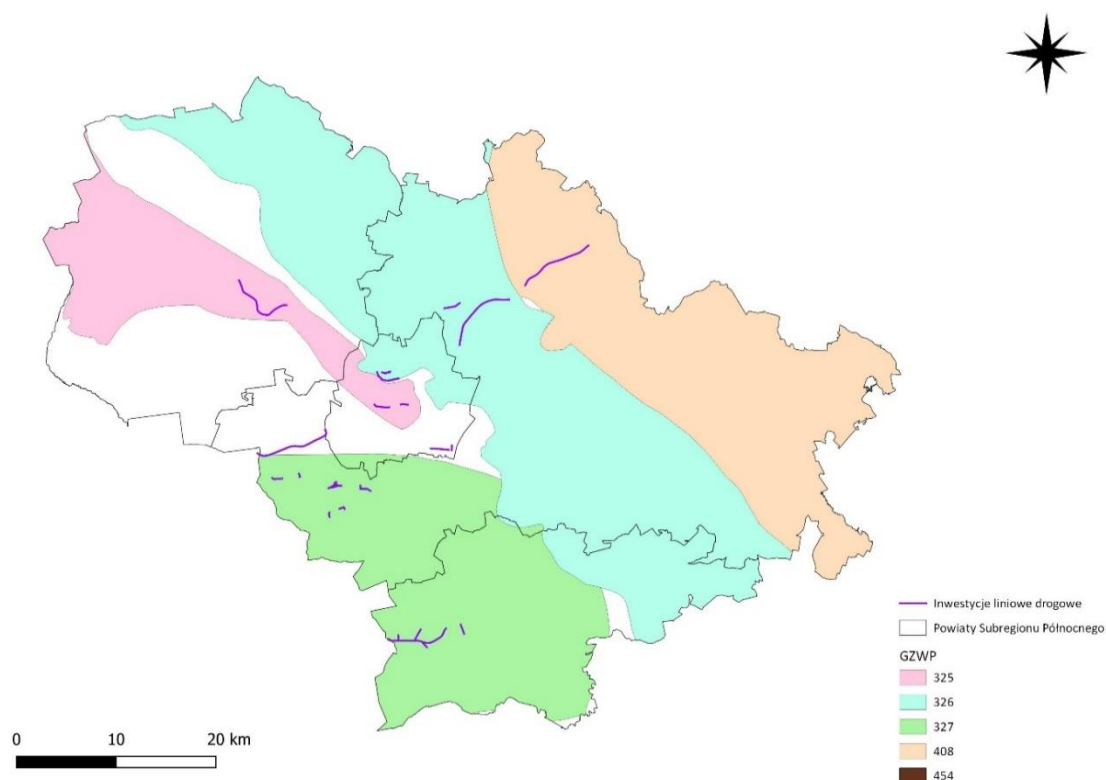 Inwestycje liniowe drogowe
Powiaty Subregionu Północnego
GZWP
325
326
327
408
454
0 10 20 km